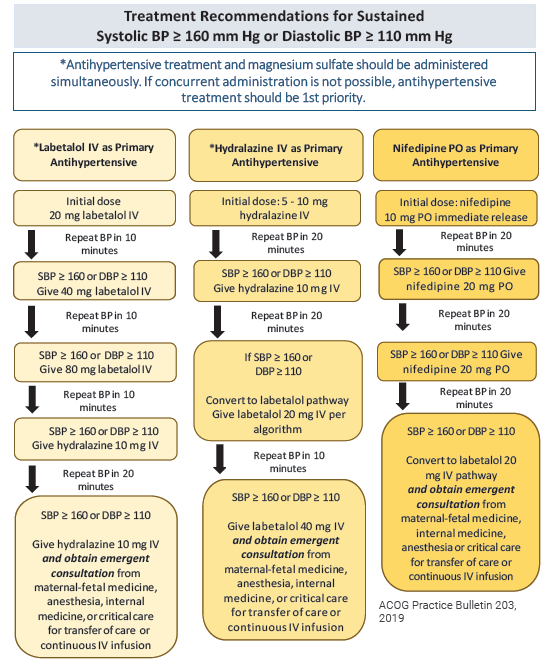 Treatment Recommendations for Sustained
Systolic BP ≥ 160 mm Hg or Diastolic BP ≥ 110 mm Hg
*Antihypertensive treatment and magnesium sulfate should be administered
simultaneously. If concurrent administration is not possible, antihypertensive
treatment should be 1st priority.
*Labetalol IV as Primary
Antihypertensive
Initial dose
20 mg labetalol IV
Repeat BP in 10
minutes
SBP ≥ 160 or DBP ≥ 110
Give 40 mg labetalol IV
Repeat BP in 10
minutes
SBP ≥ 160 or DBP ≥ 110
Give 80 mg labetalol IV
Repeat BP in 10
minutes
SBP ≥ 160 or DBP ≥ 110
Give hydralazine 10 mg IV
Repeat BP in 20
minutes
SBP ≥ 160 or DBP ≥ 110
Give hydralazine 10 mg IV
and obtain emergent
consultation from
maternal-fetal medicine,
anesthesia, internal
medicine, or critical care
for transfer of care or
continuous IV infusion
*Hydralazine IV as Primary
Antihypertensive
Initial dose: 5 - 10 mg
hydralazine IV
Repeat BP in 20
minutes
SBP ≥ 160 or DBP ≥ 110
Give hydralazine 10 mg IV
Repeat BP in 20
minutes
If SBP ≥ 160 or
DBP ≥ 110
Convert to labetalol pathway
Give labetalol 20 mg IV per
algorithm
Repeat BP in 10
minutes
SBP ≥ 160 or DBP ≥ 110
Give labetalol 40 mg IV
and obtain emergent
consultation from
maternal-fetal medicine,
anesthesia, internal
medicine, or critical care
for transfer of care or
continuous IV infusion
Nifedipine PO as Primary
Antihypertensive
Initial dose: nifedipine
10 mg PO immediate release
Repeat BP in 20
minutes
SBP ≥ 160 or DBP ≥ 110 Give
nifedipine 20 mg PO
Repeat BP in 20
minutes
SBP ≥ 160 or DBP ≥ 110 Give
nifedipine 20 mg PO
Repeat BP in 20
minutes
SBP ≥ 160 or DBP ≥ 110
Convert to labetalol 20
mg IV pathway
and obtain emergent
consultation from
maternal-fetal medicine,
internal medicine,
anesthesia or critical care
for transfer of care or
continuous IV infusion
ACOG Practice Bulletin 203,
2019